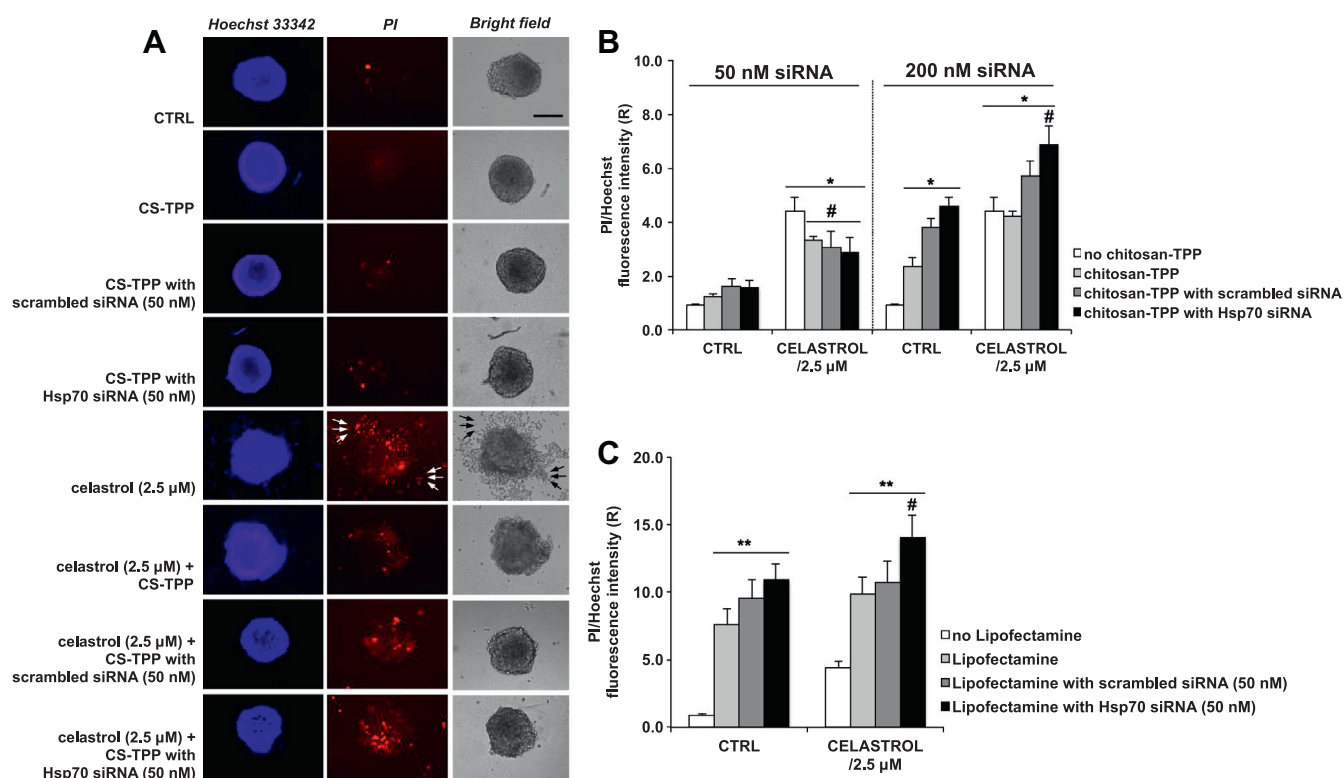 A
Hoechst 33342
PI
Bright field
CTRL
CS-TPP
CS-TPP with
scrambled siRNA (50 nM)
CS-TPP with
Hsp70 siRNA (50 nM)
celastrol (2.5 µM)
celastrol (2.5 µM) +
CS-TPP
celastrol (2.5 µM) +
CS-TPP with
scrambled siRNA (50 nM)
celastrol (2.5 µM) +
CS-TPP with
Hsp70 siRNA (50 nM)
B
50 nM siRNA
200 nM siRNA
PI/Hoechst
fluorescence intensity (R)
10.0
8.0
6.0
4.0
2.0
0.0
*
#
*
*
#
CTRL
CELASTROL
/2.5 µM
CTRL
CELASTROL
/2.5 µM
no chitosan-TPP
chitosan-TPP
chitosan-TPP with scrambled siRNA
chitosan-TPP with Hsp70 siRNA
C
PI/Hoechst
fluorescence intensity (R)
20.0
15.0
10.0
5.0
0.0
**
**
#
CTRL
CELASTROL
/2.5 µM
no Lipofectamine
Lipofectamine
Lipofectamine with scrambled siRNA (50 nM)
Lipofectamine with Hsp70 siRNA (50 nM)